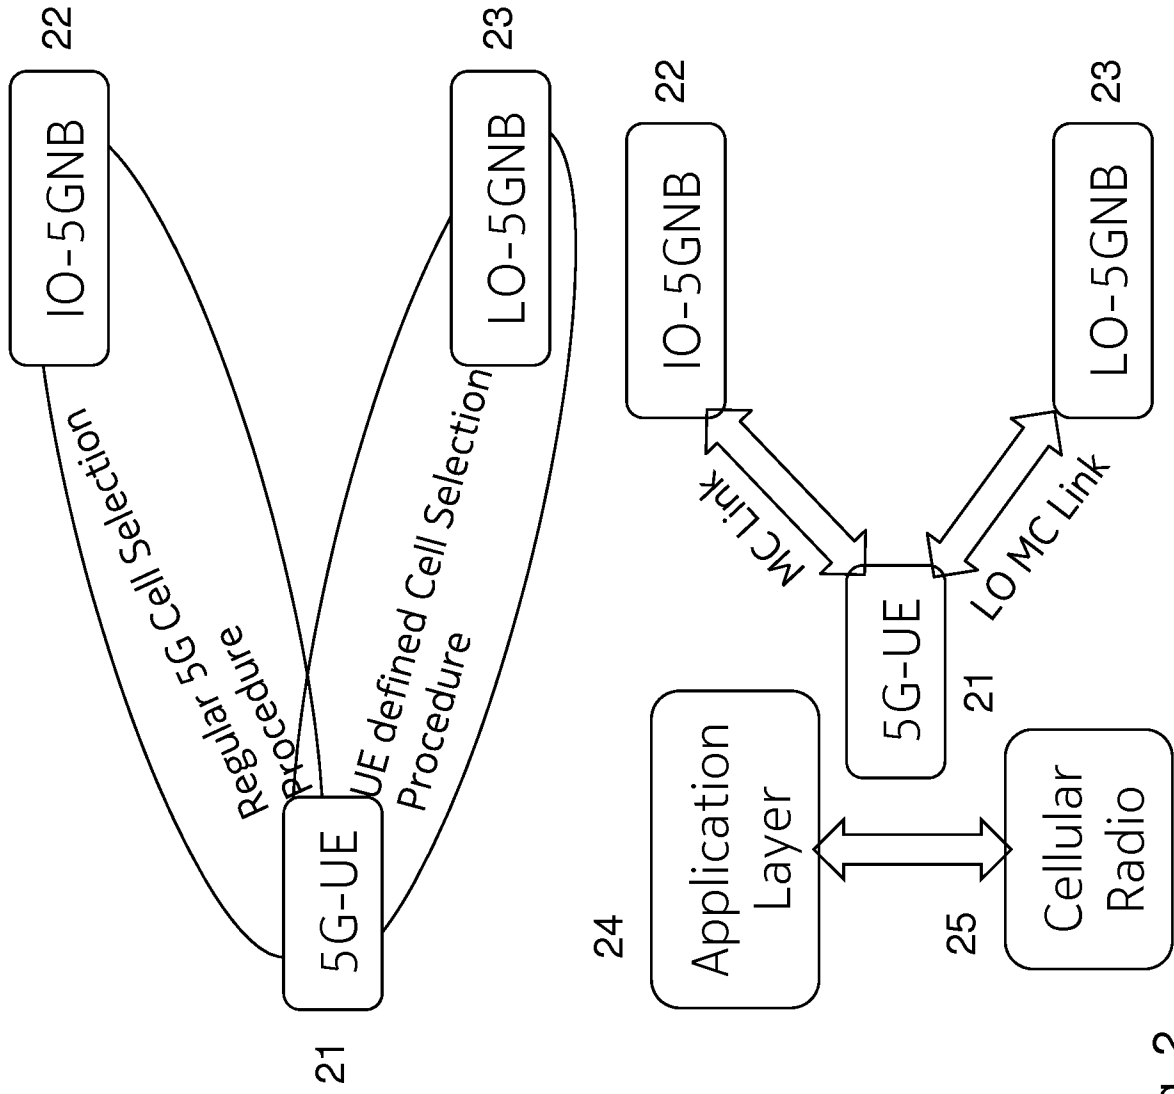 22
IO-5GNB
23
LO-5GNB
Regular 5G Cell Selection
Procedure
UE defined Cell Selection
Procedure
5G-UE
21
22
IO-5GNB
23
LO-5GNB
MC Link
LO MC Link
5G-UE
21
24
Application
Layer
25
Cellular
Radio
2